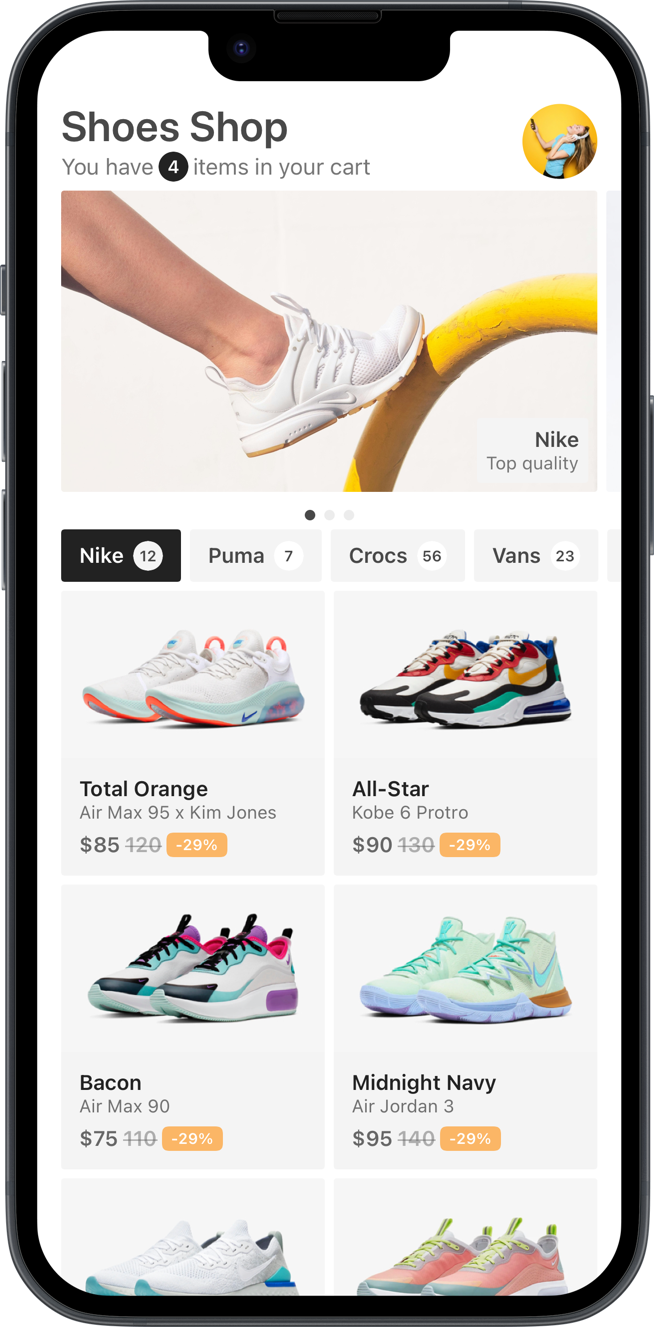 Shoes Shop
You have 4 items in your cart
Nike
Top quality
Nike 12
Puma 7
Crocs 56
Vans 23
Total Orange
Air Max 95 x Kim Jones
$85 120 -29%
All-Star
Kobe 6 Protro
$90 130 -29%
Bacon
Air Max 90
$75 110 -29%
Midnight Navy
Air Jordan 3
$95 140 -29%